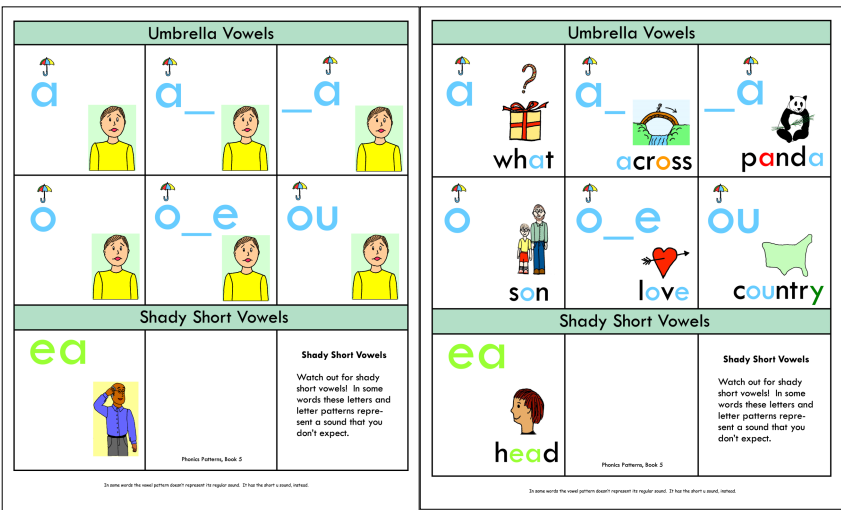 Umbrella Vowels
a
a_
_a
o
o_e
ou
Shady Short Vowels
ea
Shady Short Vowels
Watch out for shady
short vowels! In some
words these letters and
letter patterns repre-
sent a sound that you
don't expect.
Phonics Patterns, Book 5
In some words the vowel pattern doesn't represent its regular sound. It has the short u sound, instead.
Umbrella Vowels
a
what
a_
across
_a
panda
o
son
o_e
love
ou
country
Shady Short Vowels
ea
head
Shady Short Vowels
Watch out for shady
short vowels! In some
words these letters and
letter patterns repre-
sent a sound that you
don't expect.
Phonics Patterns, Book 5
In some words the vowel pattern doesn't represent its regular sound. It has the short u sound, instead.